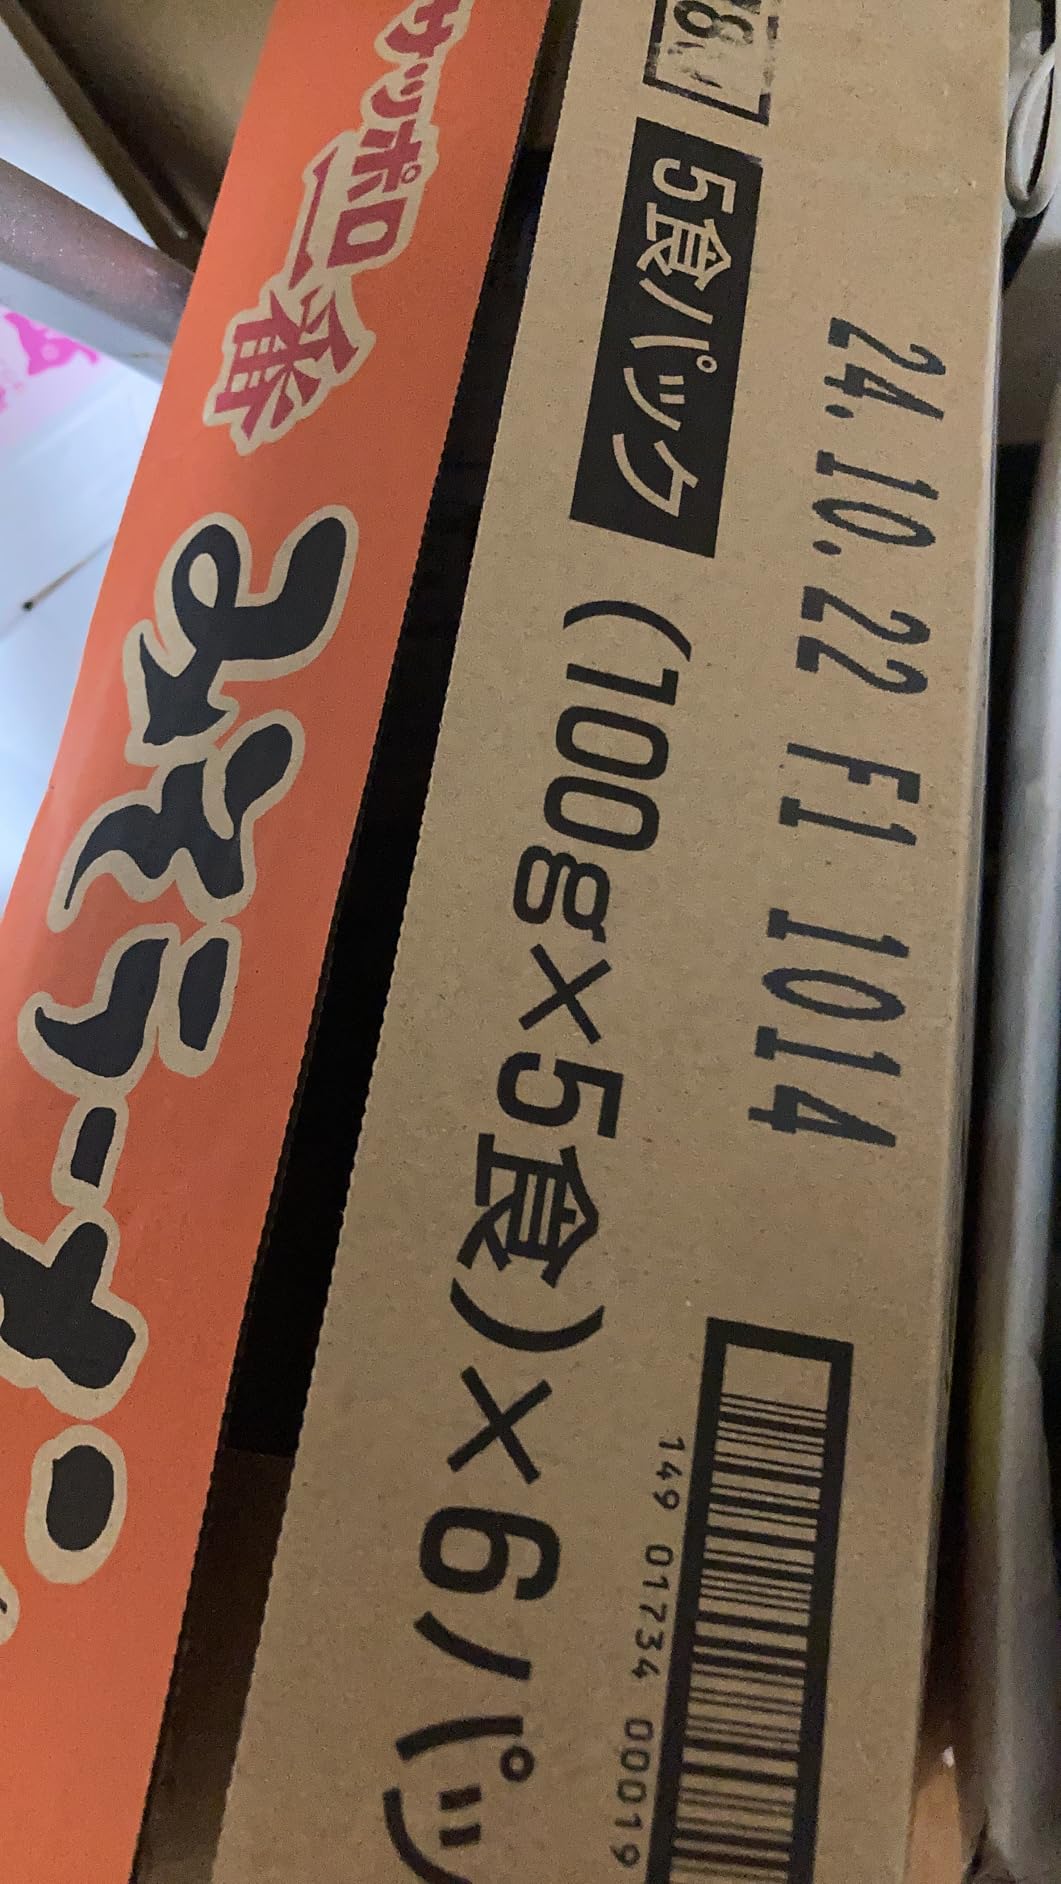 サッポロ一番
みそラーメン
5食パック
24.10.22 F1 1014
(100g×5食)×6パッ
149 01734 00019